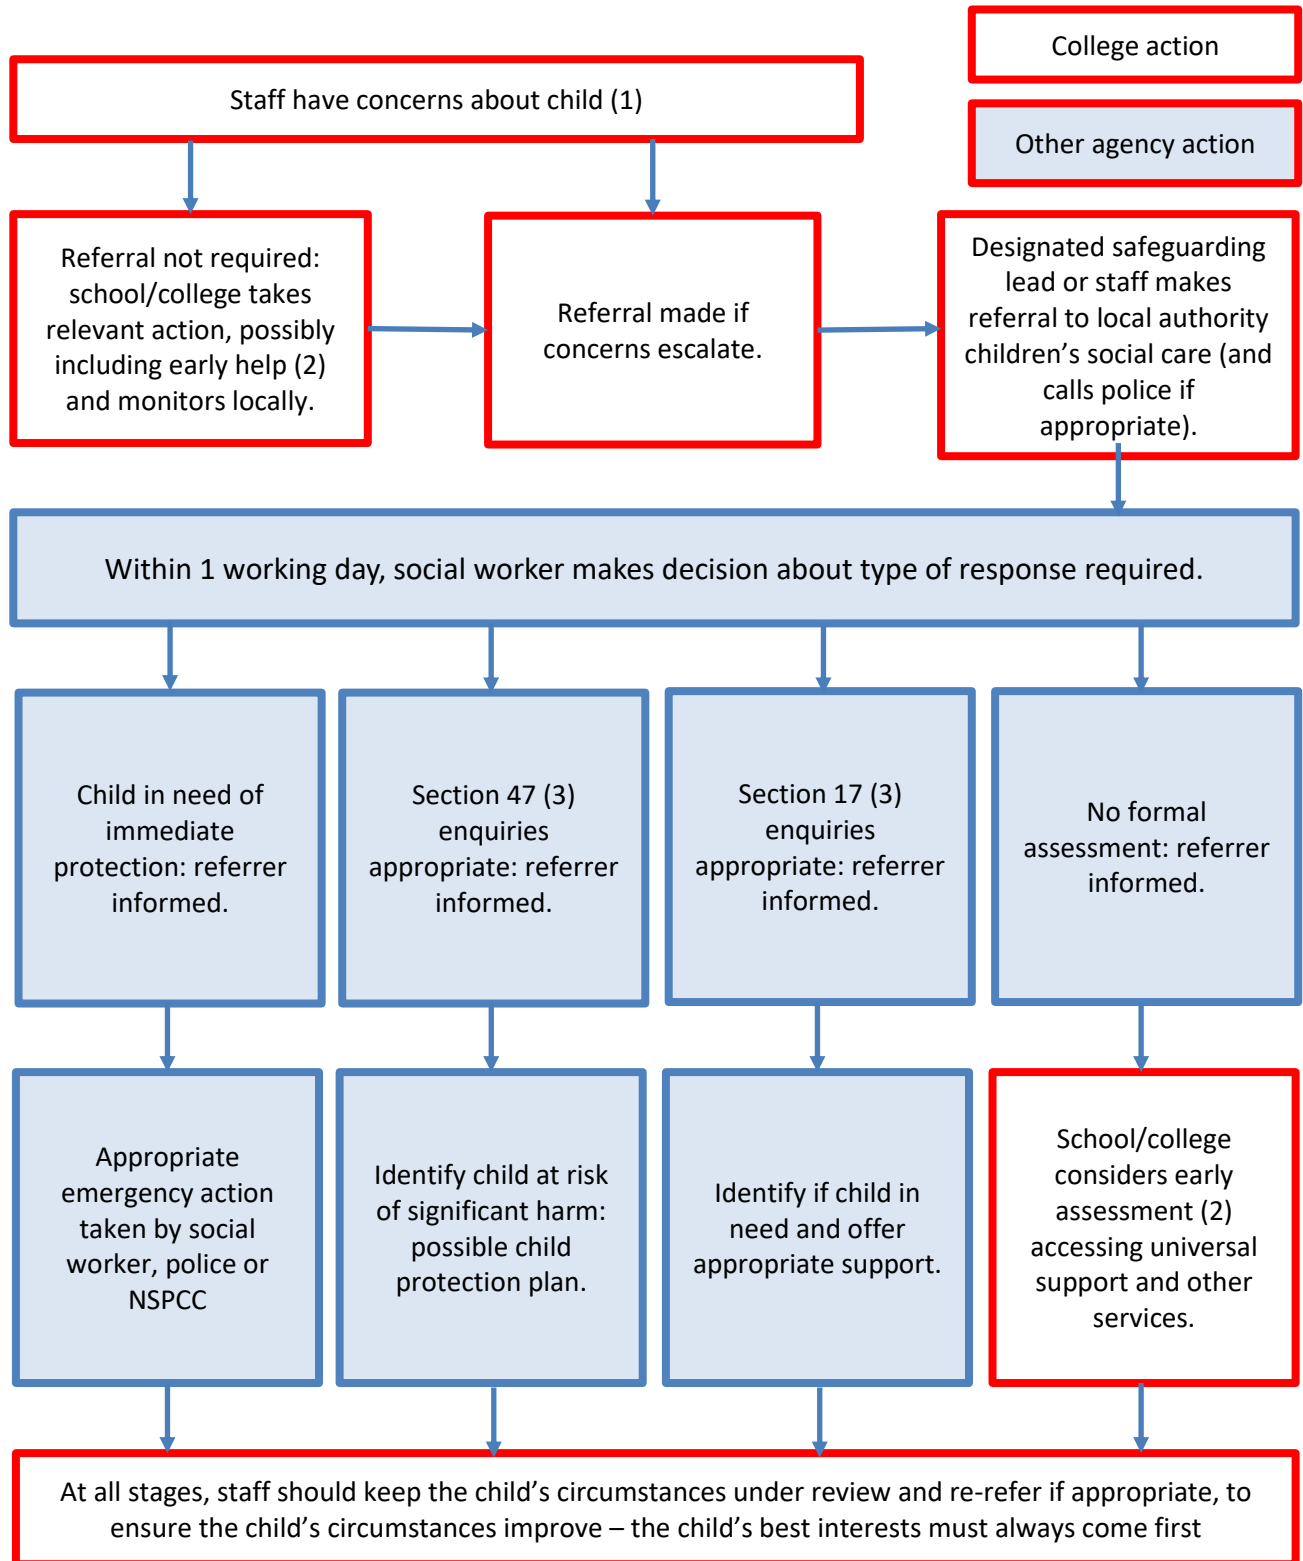 College action
Staff have concerns about child (1)
Other agency action
Referral not required:
school/college takes
relevant action, possibly
including early help (2)
and monitors locally.
Referral made if
concerns escalate.
Designated safeguarding
lead or staff makes
referral to local authority
children’s social care (and
calls police if
appropriate).
Within 1 working day, social worker makes decision about type of response required.
Child in need of
immediate
protection: referrer
informed.
Section 47 (3)
enquiries
appropriate: referrer
informed.
Section 17 (3)
enquiries
appropriate: referrer
informed.
No formal
assessment: referrer
informed.
Appropriate
emergency action
taken by social
worker, police or
NSPCC
Identify child at risk
of significant harm:
possible child
protection plan.
Identify if child in
need and offer
appropriate support.
School/college
considers early
assessment (2)
accessing universal
support and other
services.
At all stages, staff should keep the child’s circumstances under review and re-refer if appropriate, to
ensure the child’s circumstances improve – the child’s best interests must always come first